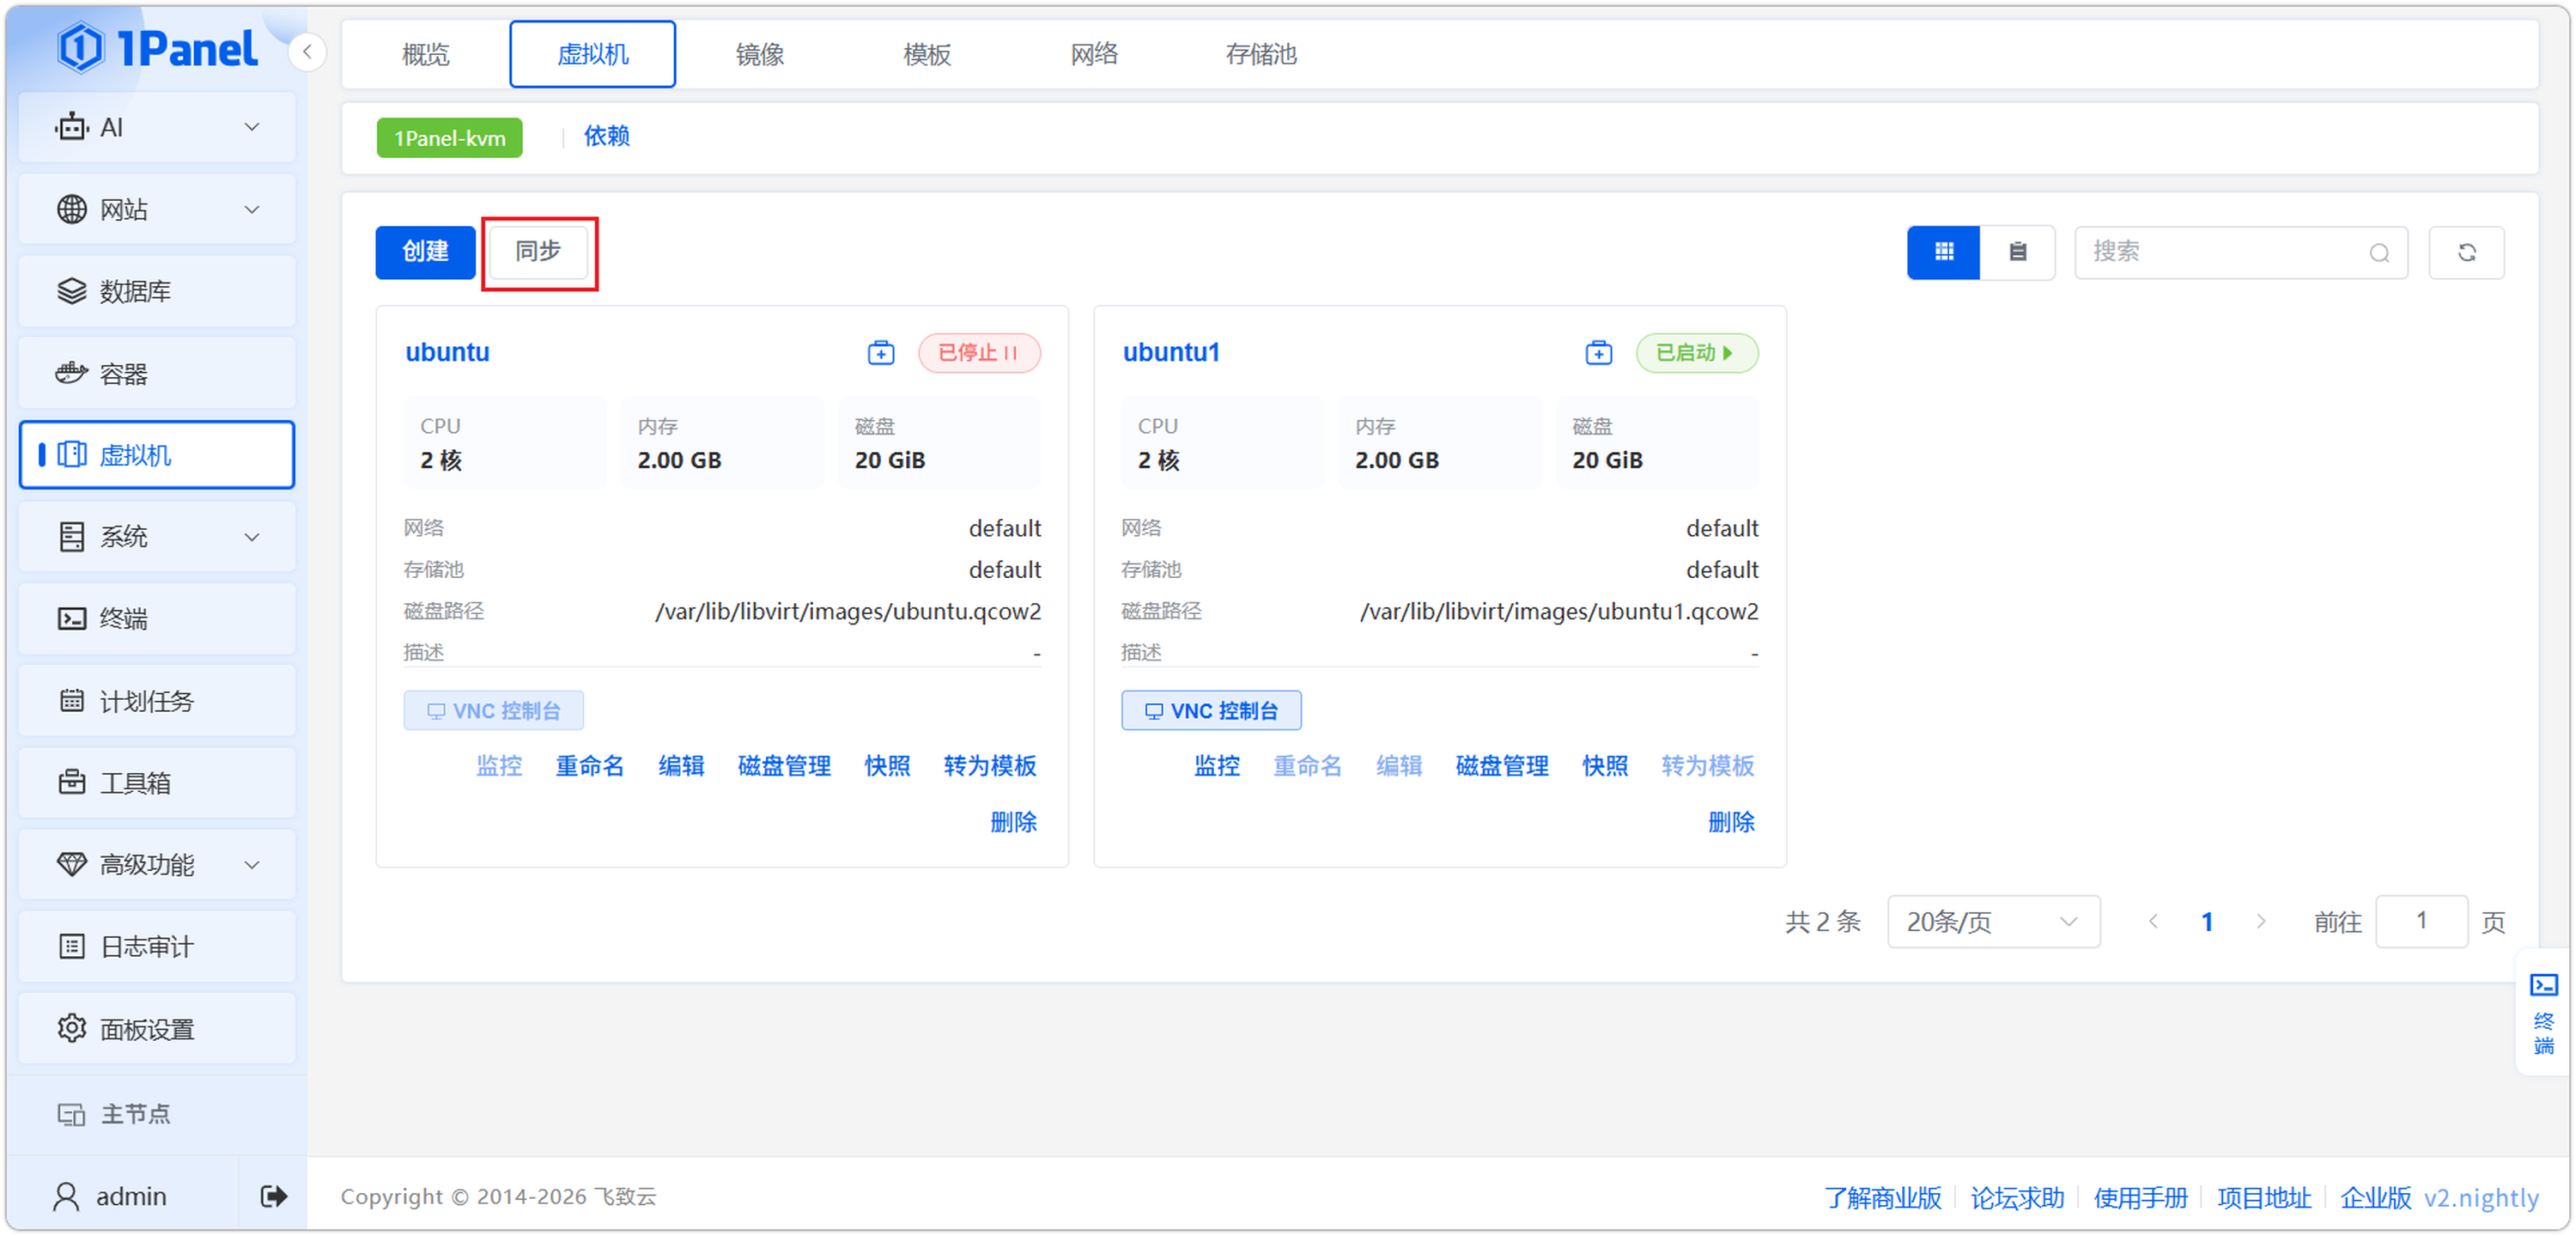 1Panel
AI
网站
数据库
容器
虚拟机
系统
终端
计划任务
工具箱
高级功能
日志审计
面板设置
主节点
admin
概览 虚拟机 镜像 模板 网络 存储池
1Panel-kvm 依赖
创建 同步 搜索
ubuntu 已停止
CPU 内存 磁盘
2 核 2.00 GB 20 GiB
网络 default
存储池 default
磁盘路径 /var/lib/libvirt/images/ubuntu.qcow2
描述 -
VNC 控制台
监控 重命名 编辑 磁盘管理 快照 转为模板
删除
ubuntu1 已启动
CPU 内存 磁盘
2 核 2.00 GB 20 GiB
网络 default
存储池 default
磁盘路径 /var/lib/libvirt/images/ubuntu1.qcow2
描述 -
VNC 控制台
监控 重命名 编辑 磁盘管理 快照 转为模板
删除
共 2 条 20条/页 1 前往 1 页
终
端
Copyright © 2014-2026 飞致云
了解商业版 论坛求助 使用手册 项目地址 企业版 v2.nightly